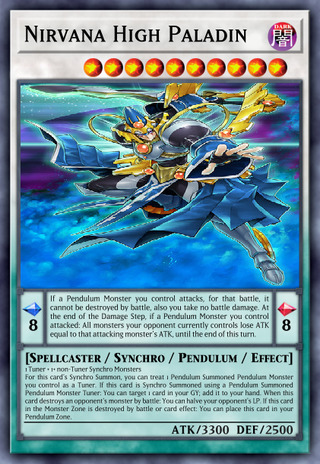 Nirvana High Paladin
DARK
闇
If a Pendulum Monster you control attacks, for that battle, it
cannot be destroyed by battle, also you take no battle damage. At
the end of the Damage Step, if a Pendulum Monster you control
attacked: All monsters your opponent currently controls lose ATK
equal to that attacking monster's ATK, until the end of this turn.
8
8
[Spellcaster / Synchro / Pendulum / Effect]
1 Tuner + 1+ non-Tuner Synchro Monsters
For this card's Synchro Summon, you can treat 1 Pendulum Summoned Pendulum Monster
you control as a Tuner. If this card is Synchro Summoned using a Pendulum Summoned
Pendulum Monster Tuner: You can target 1 card in your GY; add it to your hand. When this
card destroys an opponent's monster by battle: You can halve your opponent's LP. If this card
in the Monster Zone is destroyed by battle or card effect: You can place this card in your
Pendulum Zone.
ATK/3300 DEF/2500